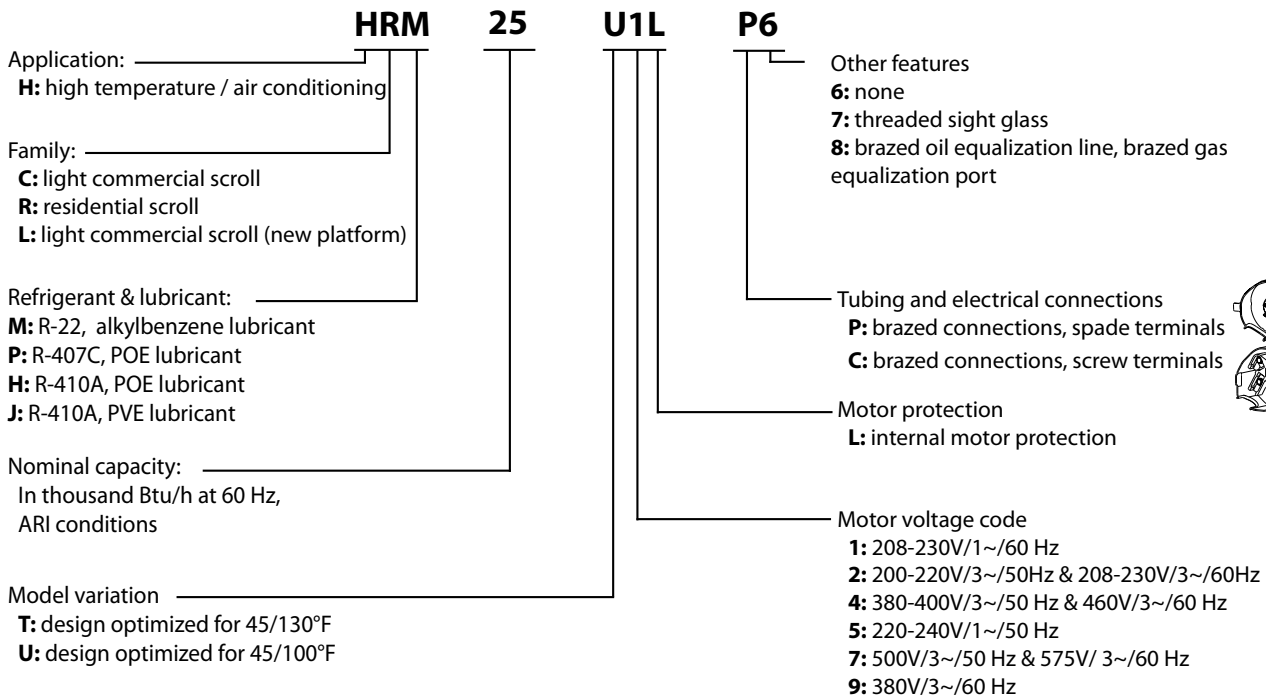 HRM 25 U1L P6
Application:
H: high temperature / air conditioning
Family:
C: light commercial scroll
R: residential scroll
L: light commercial scroll (new platform)
Refrigerant & lubricant:
M: R-22, alkylbenzene lubricant
P: R-407C, POE lubricant
H: R-410A, POE lubricant
J: R-410A, PVE lubricant
Nominal capacity:
In thousand Btu/h at 60 Hz,
ARI conditions
Model variation
T: design optimized for 45/130°F
U: design optimized for 45/100°F
Other features
6: none
7: threaded sight glass
8: brazed oil equalization line, brazed gas
equalization port
Tubing and electrical connections
P: brazed connections, spade terminals
C: brazed connections, screw terminals
Motor protection
L: internal motor protection
Motor voltage code
1: 208-230V/1~/60 Hz
2: 200-220V/3~/50Hz & 208-230V/3~/60Hz
4: 380-400V/3~/50 Hz & 460V/3~/60 Hz
5: 220-240V/1~/50 Hz
7: 500V/3~/50 Hz & 575V/ 3~/60 Hz
9: 380V/3~/60 Hz